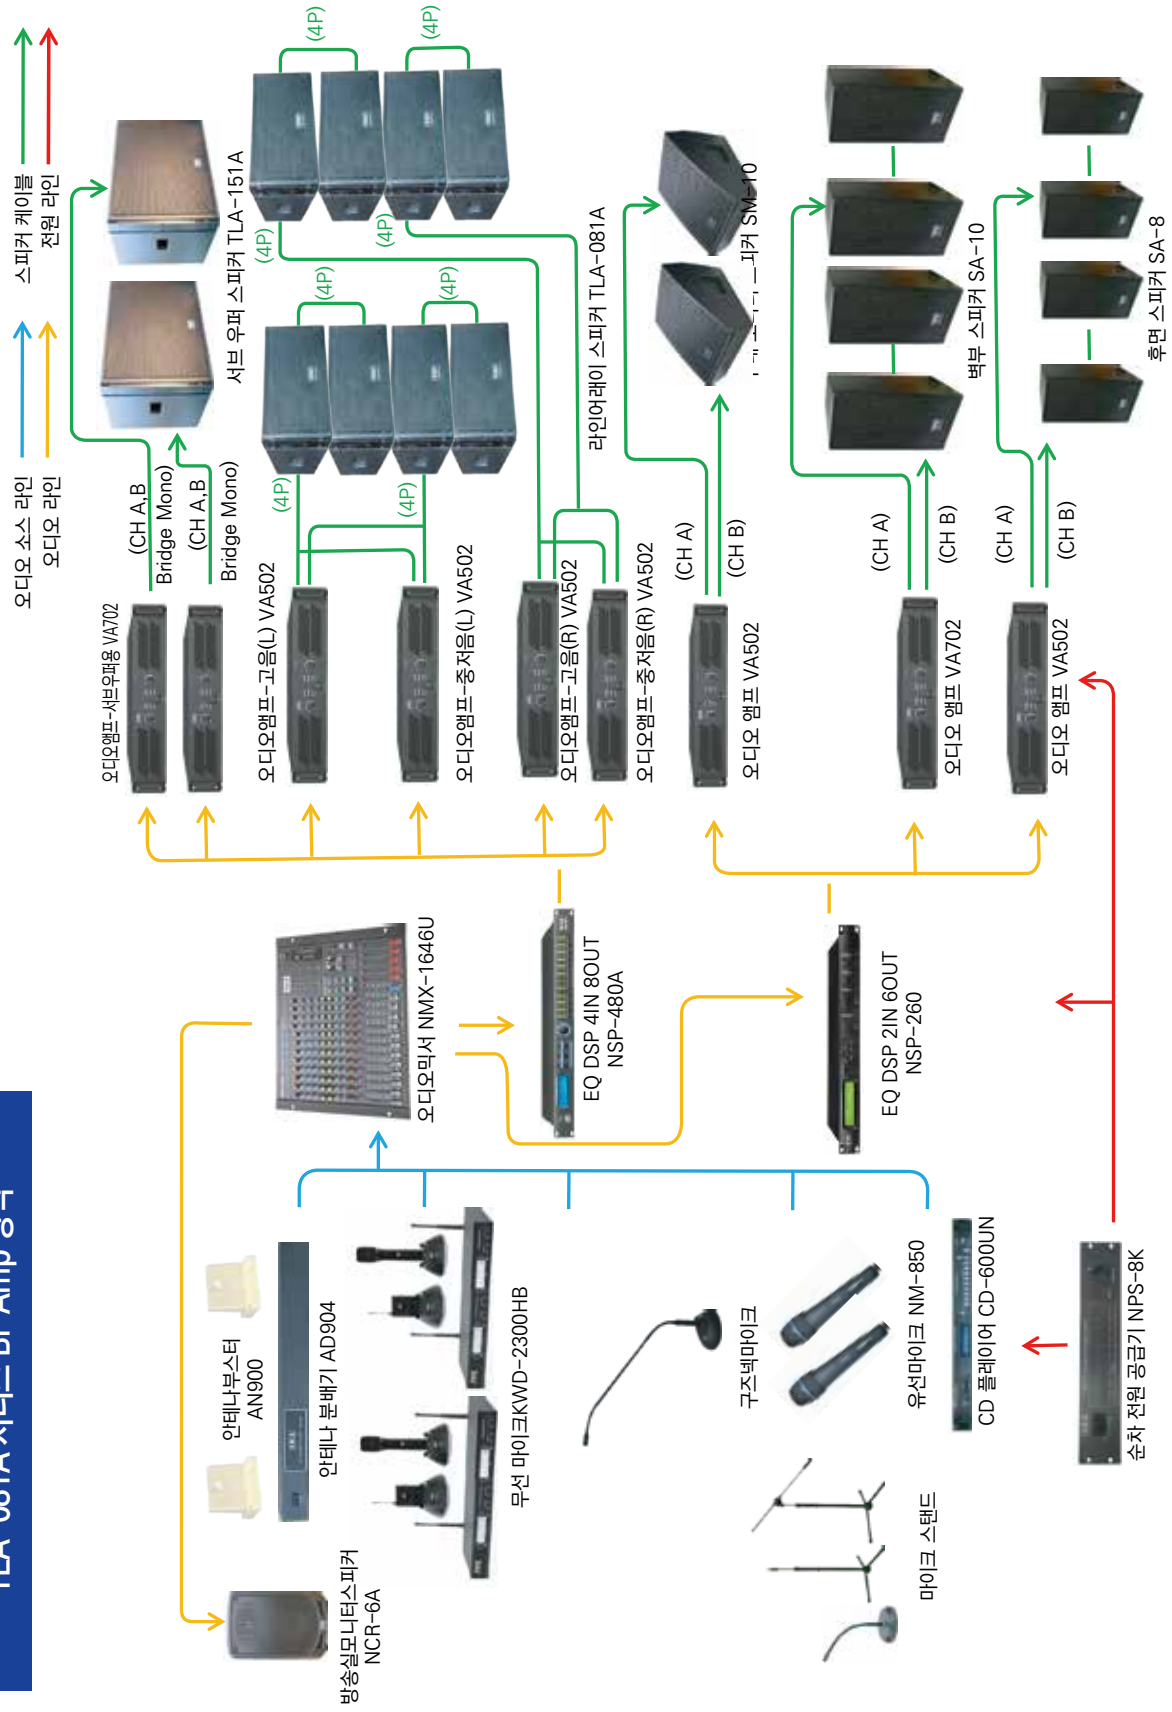 오디오 소스 라인
오디오 라인
스피커 케이블
전원 라인
안테나부스터
AN900
안테나 분배기 AD904
방송실모니터스피커
NCR-6A
무선 마이크KWD-2300HB
구즈넥마이크
유선마이크 NM-850
마이크 스탠드
CD 플레이어 CD-600UN
순차 전원 공급기 NPS-8K
오디오믹서 NMX-1646U
EQ DSP 4IN 8OUT
NSP-480A
EQ DSP 2IN 6OUT
NSP-260
오디오앰프-서브우퍼용 VA702
(CH A,B
Bridge Mono)
(CH A,B
Bridge Mono)
서브 우퍼 스피커 TLA-151A
오디오앰프-고음(L) VA502
오디오앰프-중저음(L) VA502
(4P)
(4P)
(4P)
(4P)
(4P)
(4P)
(4P)
(4P)
오디오앰프-고음(R) VA502
오디오앰프-중저음(R) VA502
라인어레이 스피커 TLA-081A
오디오 앰프 VA502
(CH A)
(CH B)
SM-10
오디오 앰프 VA702
(CH A)
(CH B)
벽부 스피커 SA-10
오디오 앰프 VA502
(CH A)
(CH B)
후면 스피커 SA-8